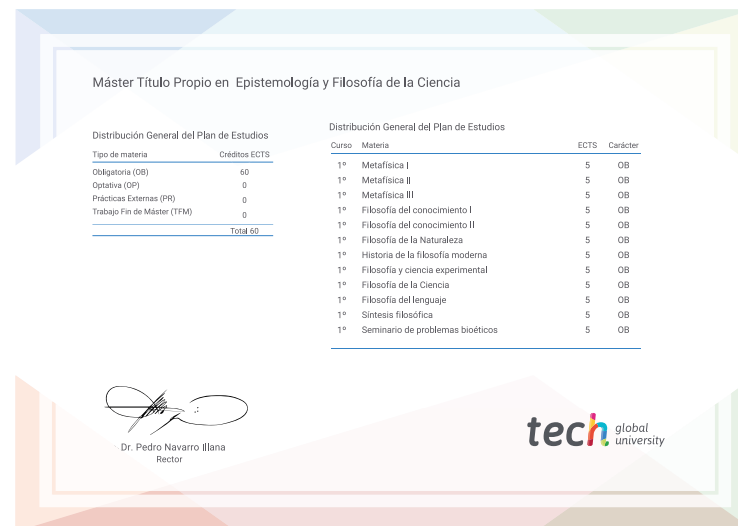 Máster Título Propio en Epistemología y Filosofía de la Ciencia
Distribución General del Plan de Estudios
Tipo de materia Créditos ECTS
Obligatoria (OB) 60
Optativa (OP) 0
Prácticas Externas (PR) 0
Trabajo Fin de Máster (TFM) 0
Total 60
Distribución General del Plan de Estudios
Curso Materia ECTS Carácter
1º Metafísica I 5 OB
1º Metafísica II 5 OB
1º Metafísica III 5 OB
1º Filosofía del conocimiento I 5 OB
1º Filosofía del conocimiento II 5 OB
1º Filosofía de la Naturaleza 5 OB
1º Historia de la filosofía moderna 5 OB
1º Filosofía y ciencia experimental 5 OB
1º Filosofía de la Ciencia 5 OB
1º Filosofía del lenguaje 5 OB
1º Síntesis filosófica 5 OB
1º Seminario de problemas bioéticos 5 OB
Dr. Pedro Navarro Illana
Rector
tech global university